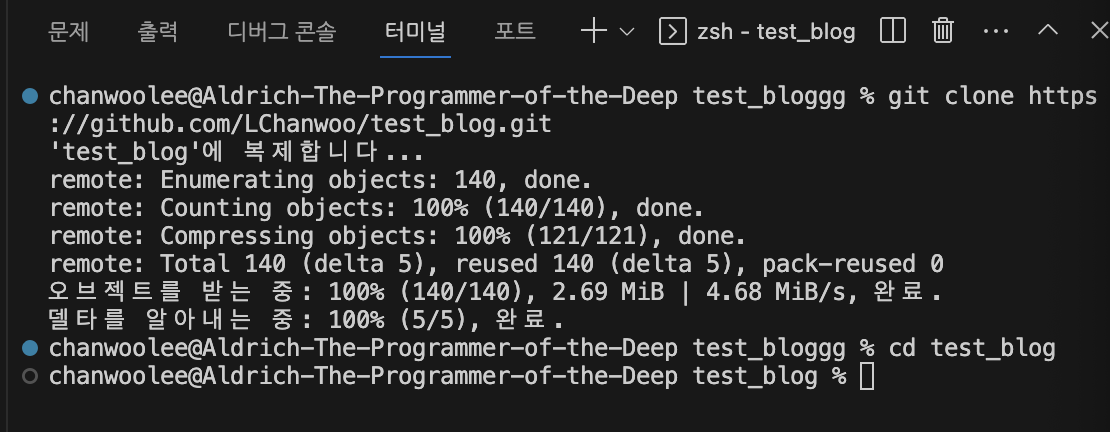 문제 출력 디버그 콘솔 터미널 포트 zsh - test_blog
chanwoolee@Aldrich-The-Programmer-of-the-Deep test_bloggg % git clone https
://github.com/LChanwoo/test_blog.git
'test_blog'에 복제합니다...
remote: Enumerating objects: 140, done.
remote: Counting objects: 100% (140/140), done.
remote: Compressing objects: 100% (121/121), done.
remote: Total 140 (delta 5), reused 140 (delta 5), pack-reused 0
오브젝트를 받는 중: 100% (140/140), 2.69 MiB | 4.68 MiB/s, 완료.
델타를 알아내는 중: 100% (5/5), 완료.
chanwoolee@Aldrich-The-Programmer-of-the-Deep test_bloggg % cd test_blog
chanwoolee@Aldrich-The-Programmer-of-the-Deep test_blog %